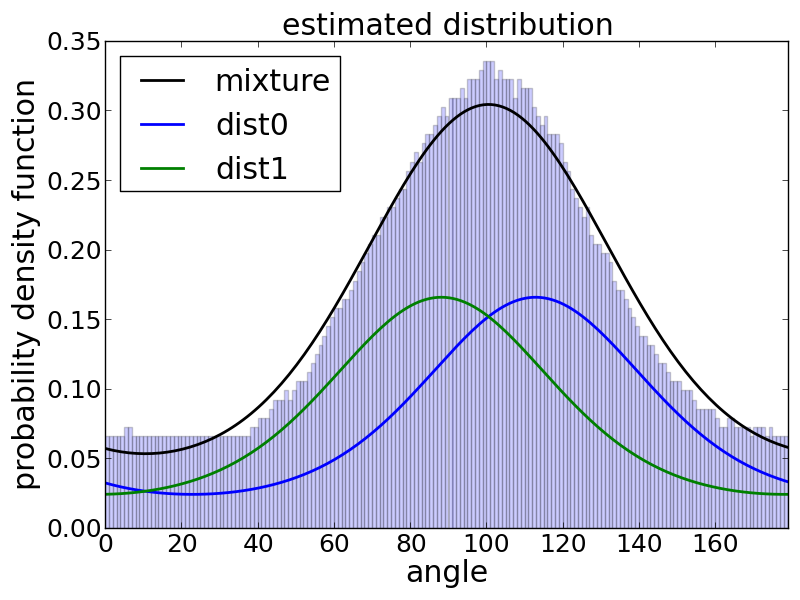 estimated distribution
probability density function
0.35
0.30
0.25
0.20
0.15
0.10
0.05
0.00
mixture
dist0
dist1
0 20 40 60 80 100 120 140 160
angle